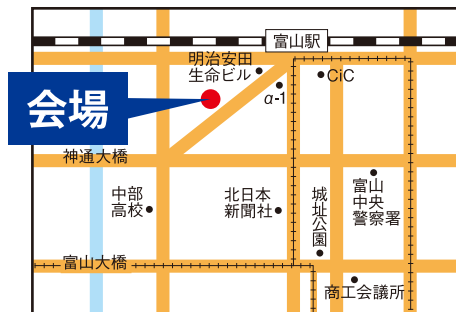 富山駅
明治安田
生命ビル
CiC
α-1
会場
神通大橋
中部
高校
北日本
新聞社
城址公園
富山
中央
警察署
富山大橋
商工会議所